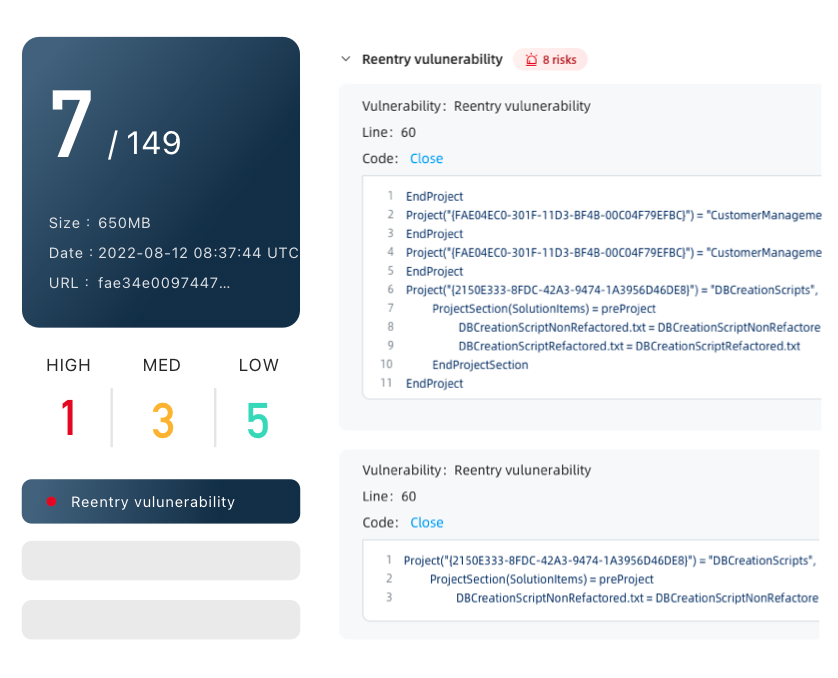 7 / 149
Size : 650MB
Date : 2022-08-12 08:37:44 UTC
URL : fae34e0097447...
HIGH MED LOW
1 3 5
Reentry vulunerability
Reentry vulunerability 8 risks
Vulnerability: Reentry vulunerability
Line: 60
Code: Close
1 EndProject
2 Project("{FAE04EC0-301F-11D3-BF4B-00C04F79EFBC}") = "CustomerManageme
3 EndProject
4 Project("{FAE04EC0-301F-11D3-BF4B-00C04F79EFBC}") = "CustomerManageme
5 EndProject
6 Project("{2150E333-8FDC-42A3-9474-1A3956D46DE8}") = "DBCreationScripts",
7 ProjectSection(SolutionItems) = preProject
8 DBCreationScriptNonRefactored.txt = DBCreationScriptNonRefactore
9 DBCreationScriptRefactored.txt = DBCreationScriptRefactored.txt
10 EndProjectSection
11 EndProject
Vulnerability: Reentry vulunerability
Line: 60
Code: Close
1 Project("{2150E333-8FDC-42A3-9474-1A3956D46DE8}") = "DBCreationScripts",
2 ProjectSection(SolutionItems) = preProject
3 DBCreationScriptNonRefactored.txt = DBCreationScriptNonRefactore